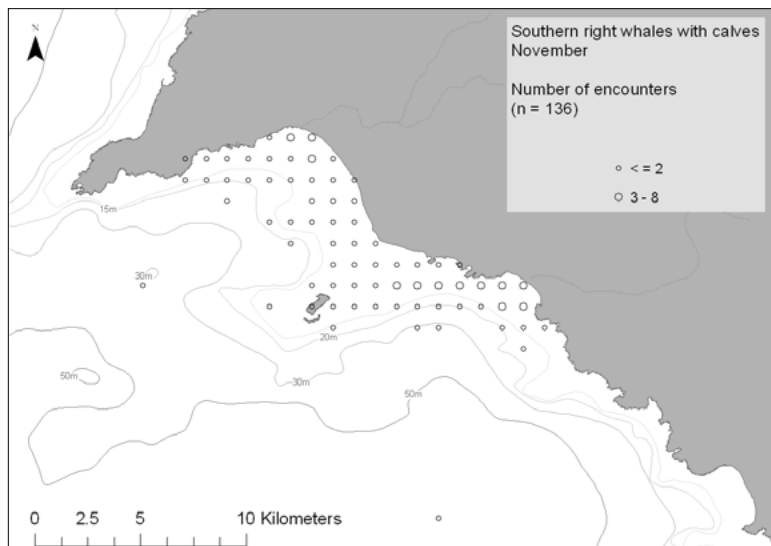 Southern right whales with calves
November
Number of encounters
(n = 136)
< = 2
3 - 8
N
15m
30m
20m
50m
30m
50m
0 2.5 5 10 Kilometers